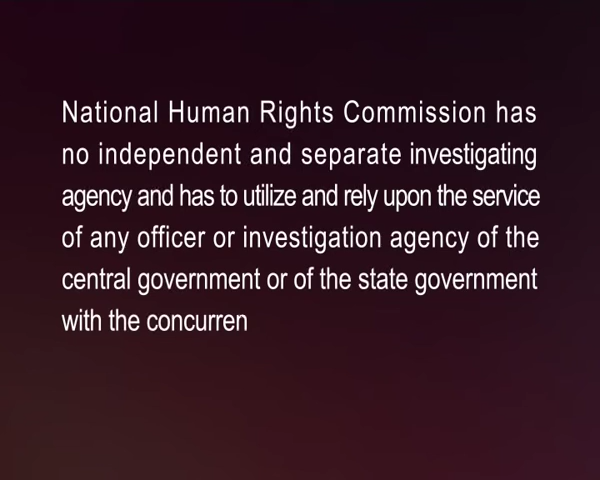 National Human Rights Commission has
no independent and separate investigating
agency and has to utilize and rely upon the service
of any officer or investigation agency of the
central government or of the state government
with the concurren